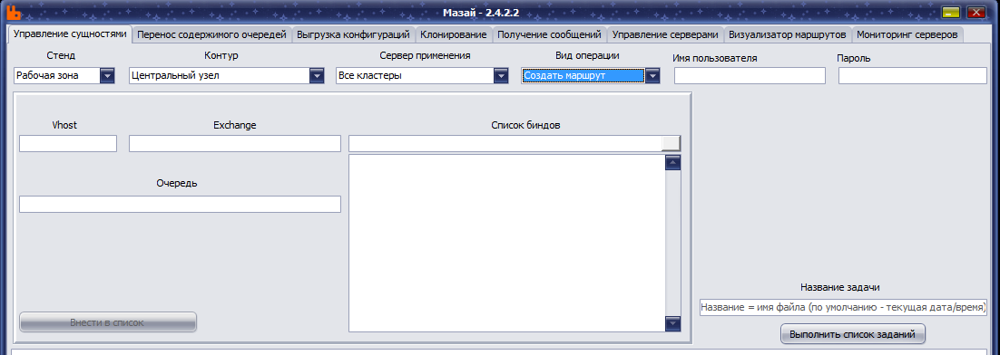 Мазай - 2.4.2.2
Управление сущностями Перенос содержимого очередей Выгрузка конфигураций Клонирование Получение сообщений Управление серверами Визуализатор маршрутов Мониторинг серверов
Стенд Контур Сервер применения Вид операции Имя пользователя Пароль
Рабочая зона Центральный узел Все кластеры Создать маршрут
Vhost Exchange Список биндов
Очередь
Название задачи
Название = имя файла (по умолчанию - текущая дата/время)
Внести в список
Выполнить список заданий